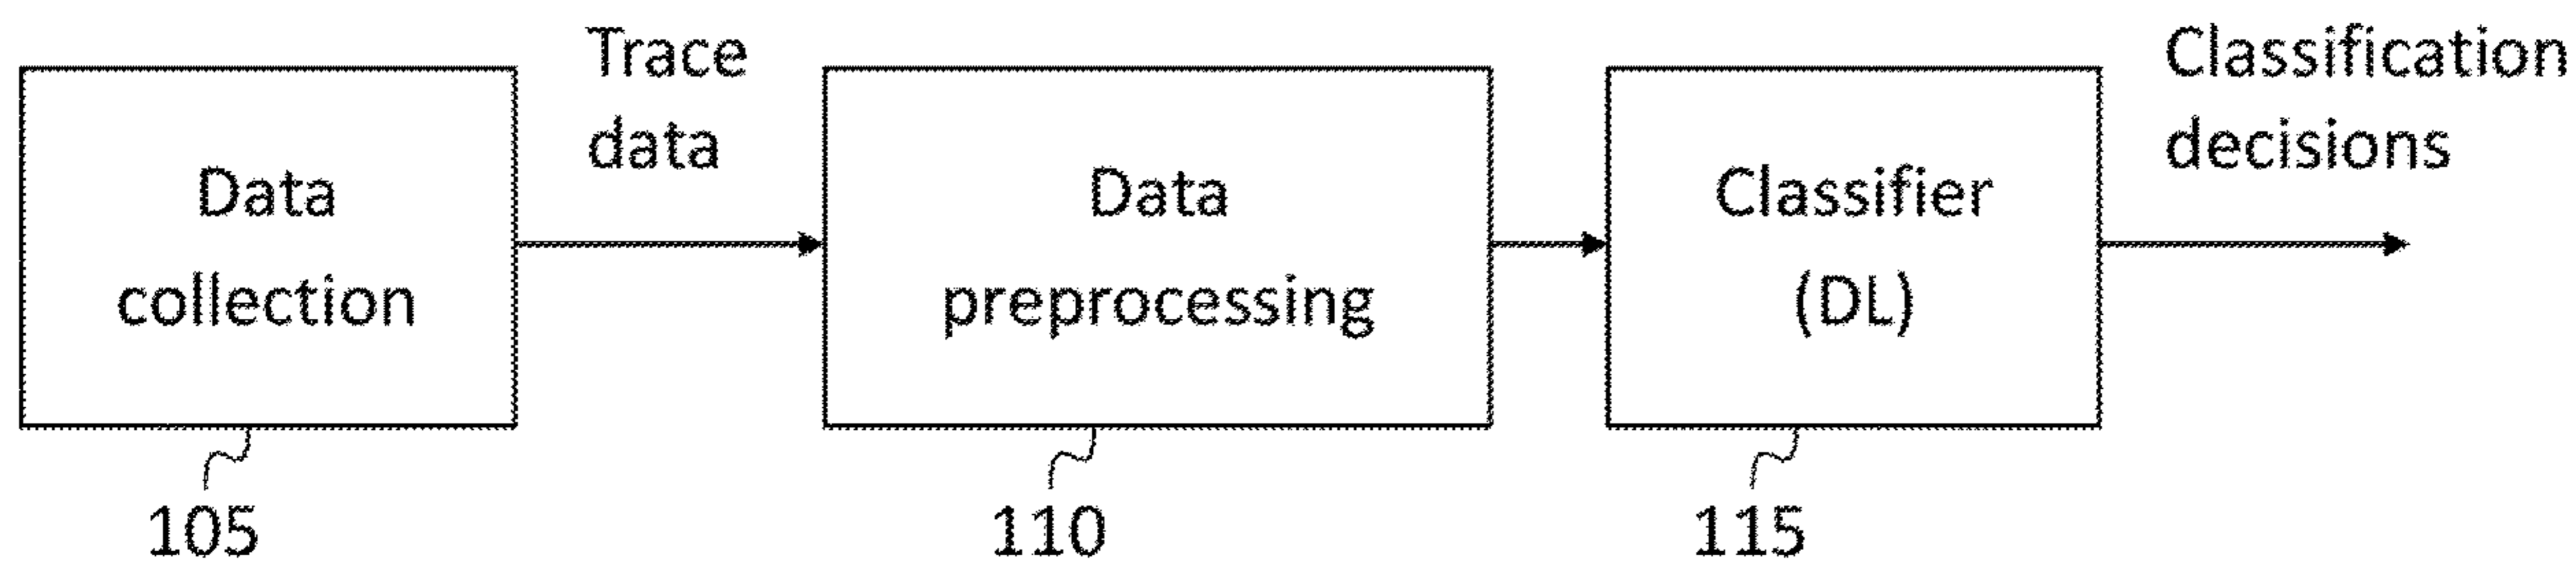 Data
collection
105
Trace
data
Data
preprocessing
110
Classifier
(DL)
115
Classification
decisions